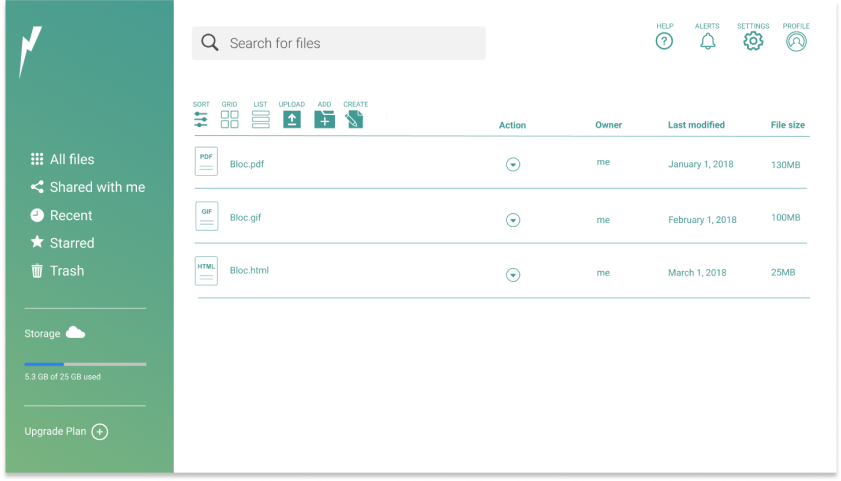 Search for files
HELP ALERTS SETTINGS PROFILE
All files
Shared with me
Recent
Starred
Trash
Storage
5.3 GB of 25 GB used
Upgrade Plan
SORT GRID LIST UPLOAD ADD CREATE
Action Owner Last modified File size
PDF Bloc.pdf me January 1, 2018 130MB
GIF Bloc.gif me February 1, 2018 100MB
HTML Bloc.html me March 1, 2018 25MB